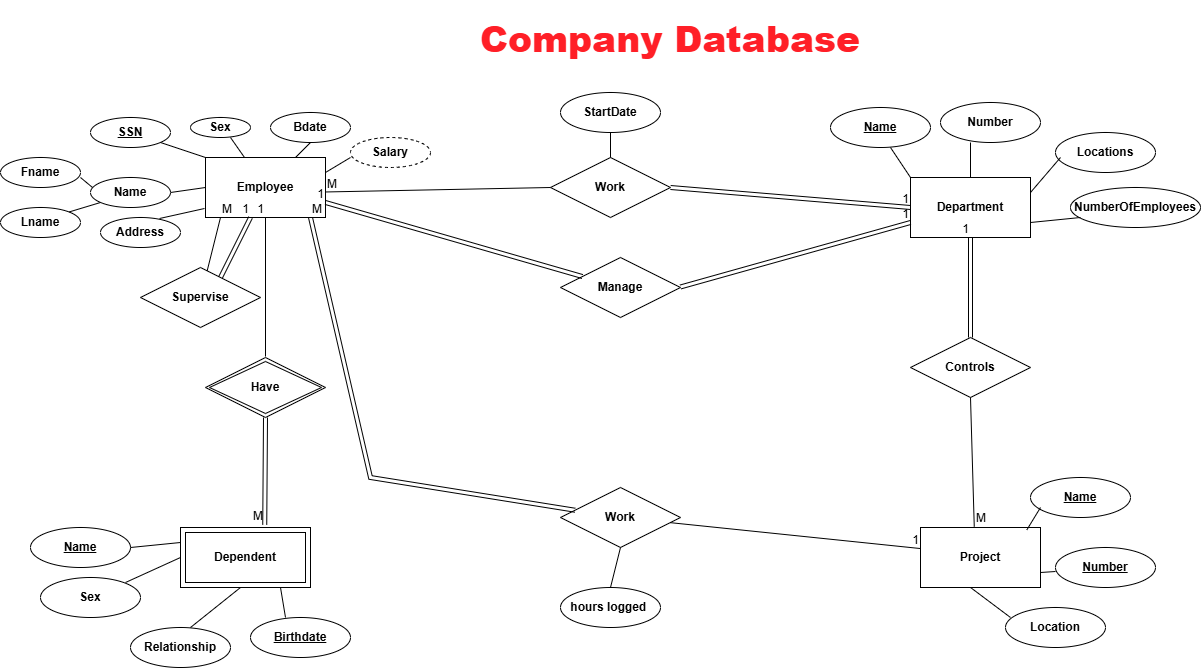 Company Database
StartDate
SSN
Sex
Bdate
Name
Number
Salary
Locations
Fname
Name
Employee
M
Work
1
Department
NumberOfEmployees
Lname
Address
M
1
1
M
1
1
1
Supervise
Manage
Have
Controls
M
M
Name
Work
1
Name
Dependent
Project
Number
Sex
hours logged
Relationship
Birthdate
Location